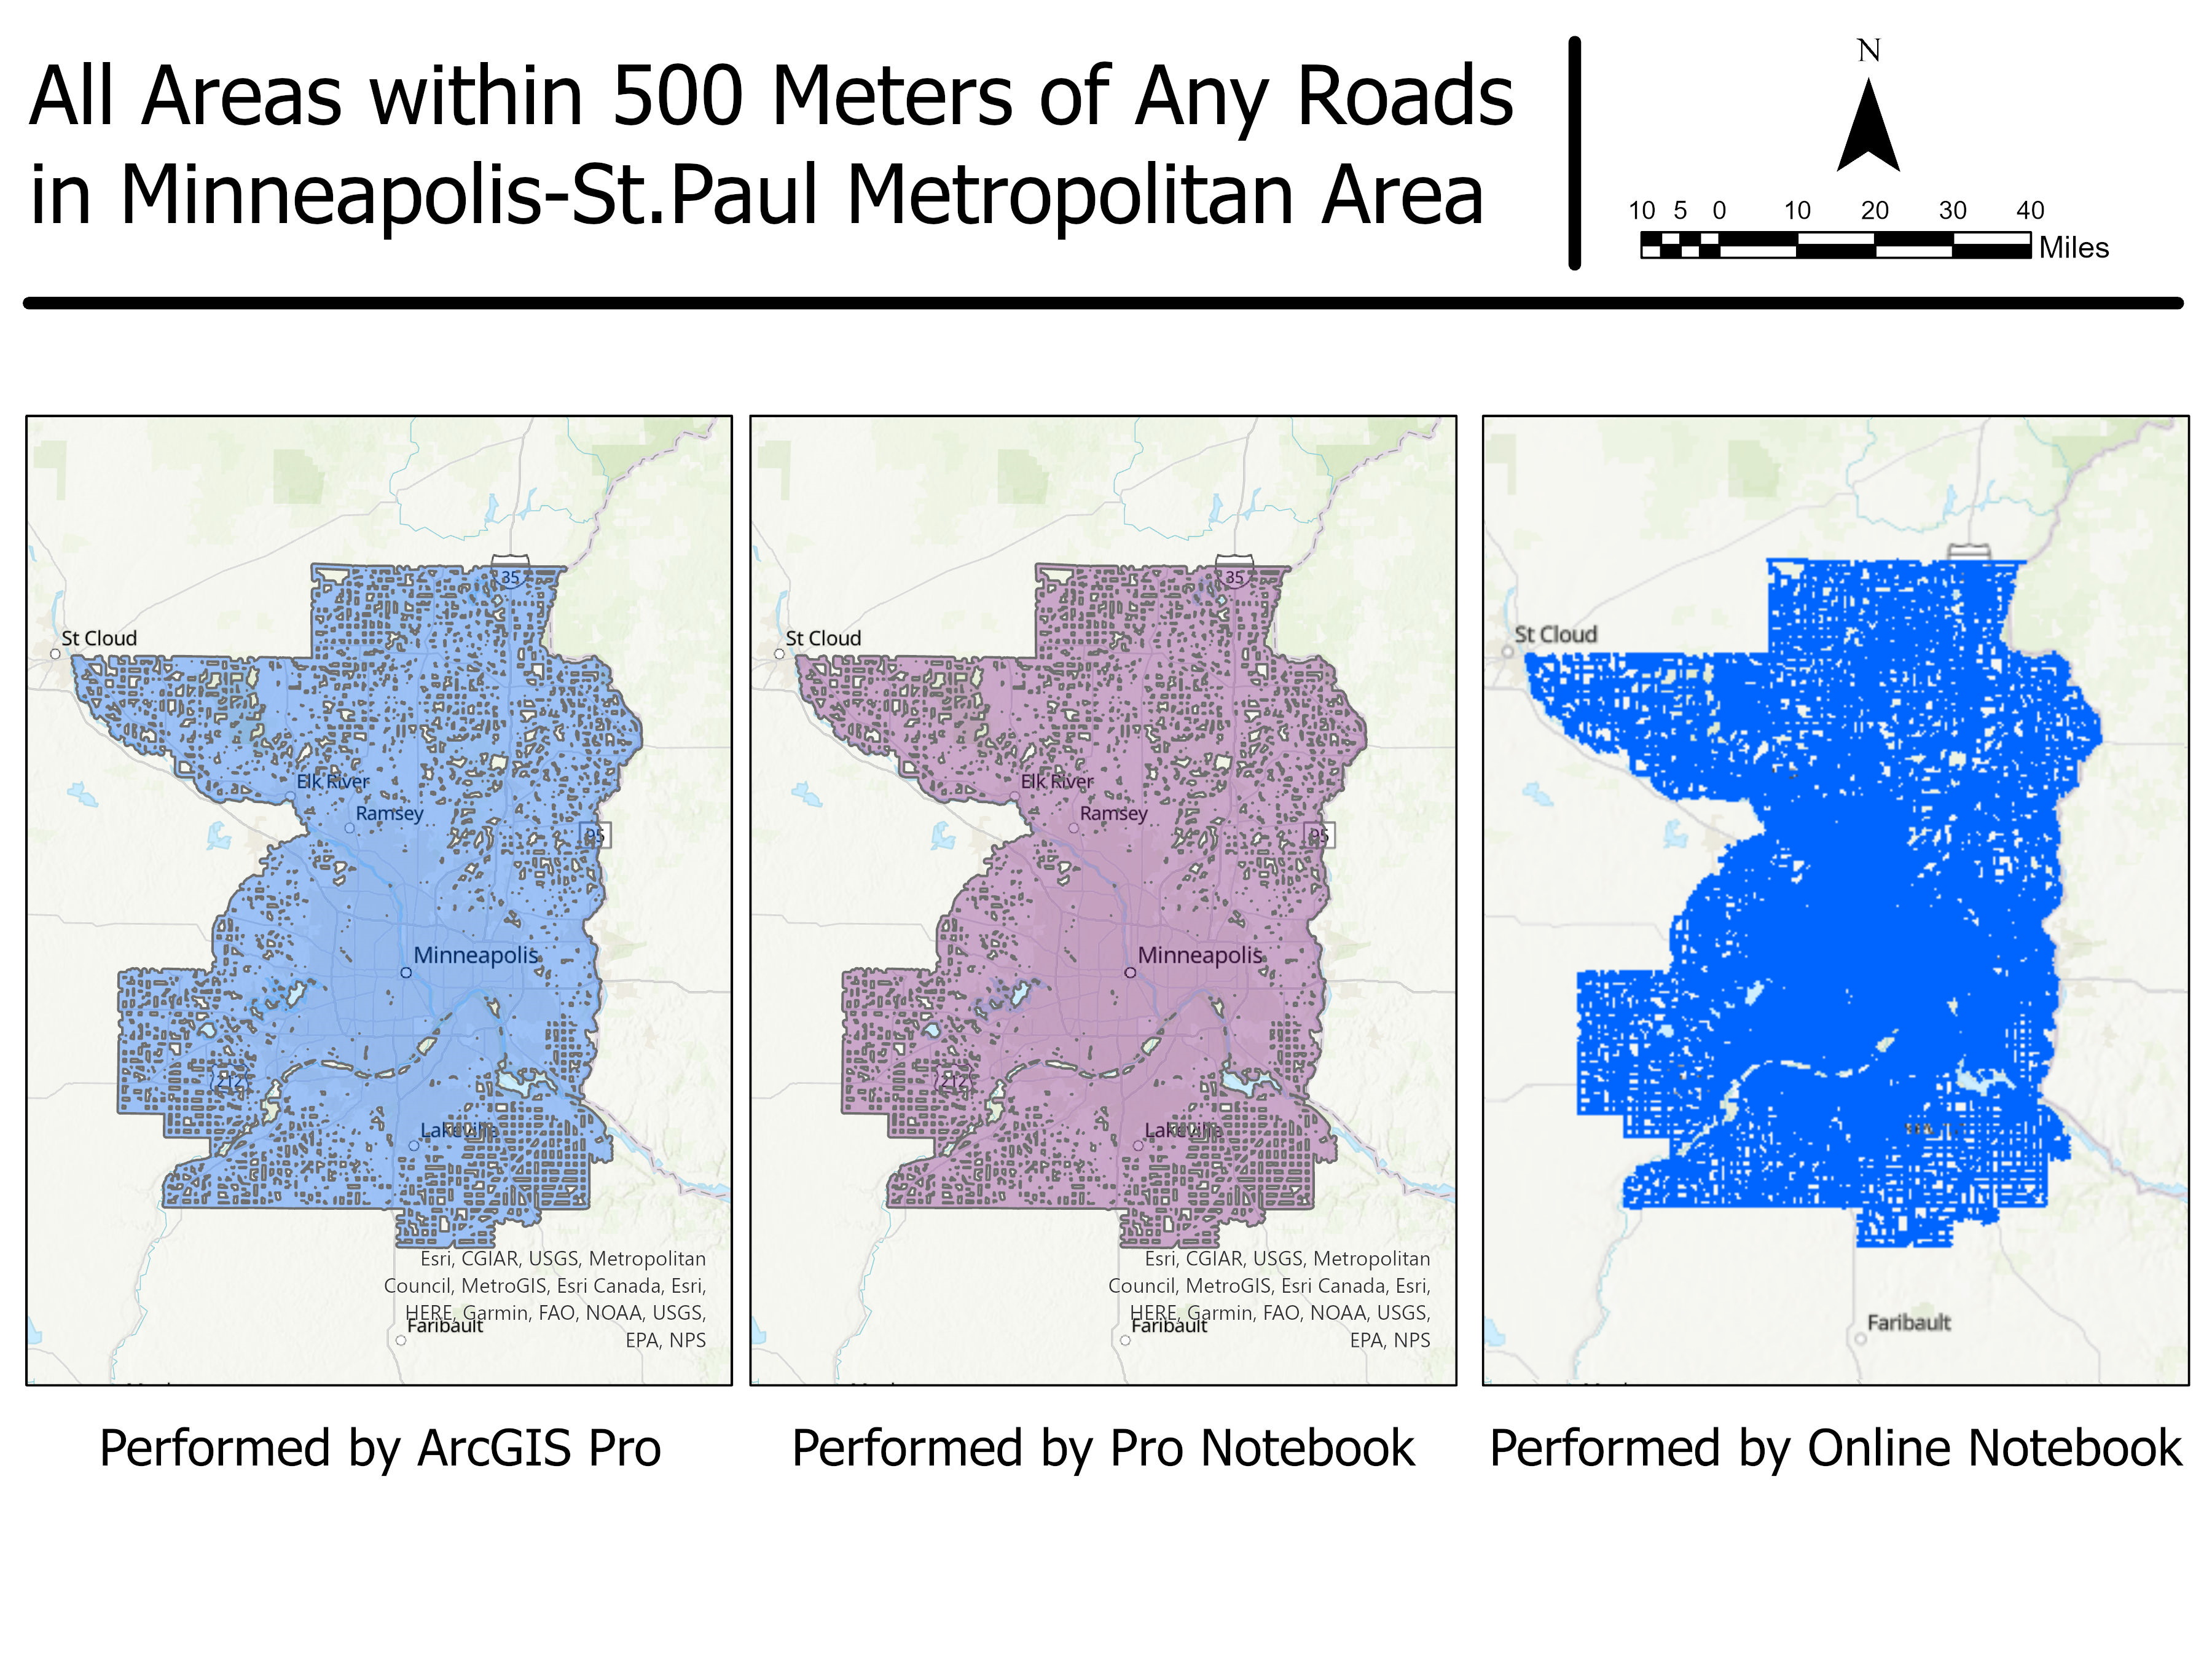 All Areas within 500 Meters of Any Roads
in Minneapolis-St.Paul Metropolitan Area
N
10 5 0 10 20 30 40
Miles
35
St Cloud
Elk River
Ramsey
95
Minneapolis
212
Lakeville
Esri, CGIAR, USGS, Metropolitan
Council, MetroGIS, Esri Canada, Esri,
HERE, Garmin, FAO, NOAA, USGS,
EPA, NPS
Faribault
Performed by ArcGIS Pro
35
St Cloud
Elk River
Ramsey
95
Minneapolis
212
Lakeville
Esri, CGIAR, USGS, Metropolitan
Council, MetroGIS, Esri Canada, Esri,
HERE, Garmin, FAO, NOAA, USGS,
EPA, NPS
Faribault
Performed by Pro Notebook
St Cloud
Faribault
Performed by Online Notebook